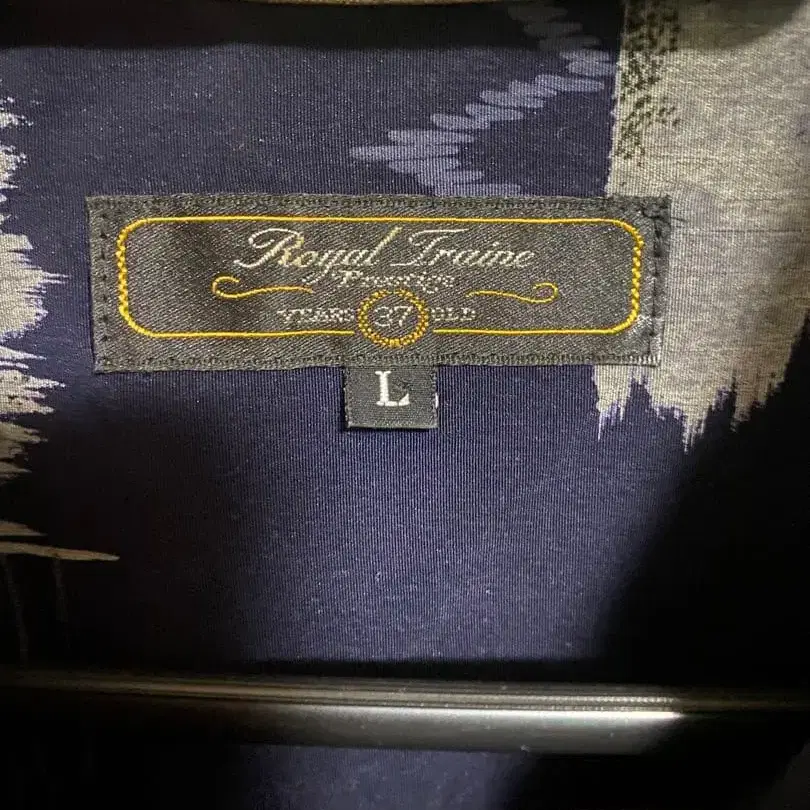 Royal Traine
Prestige
YEARS 37 OLD
L